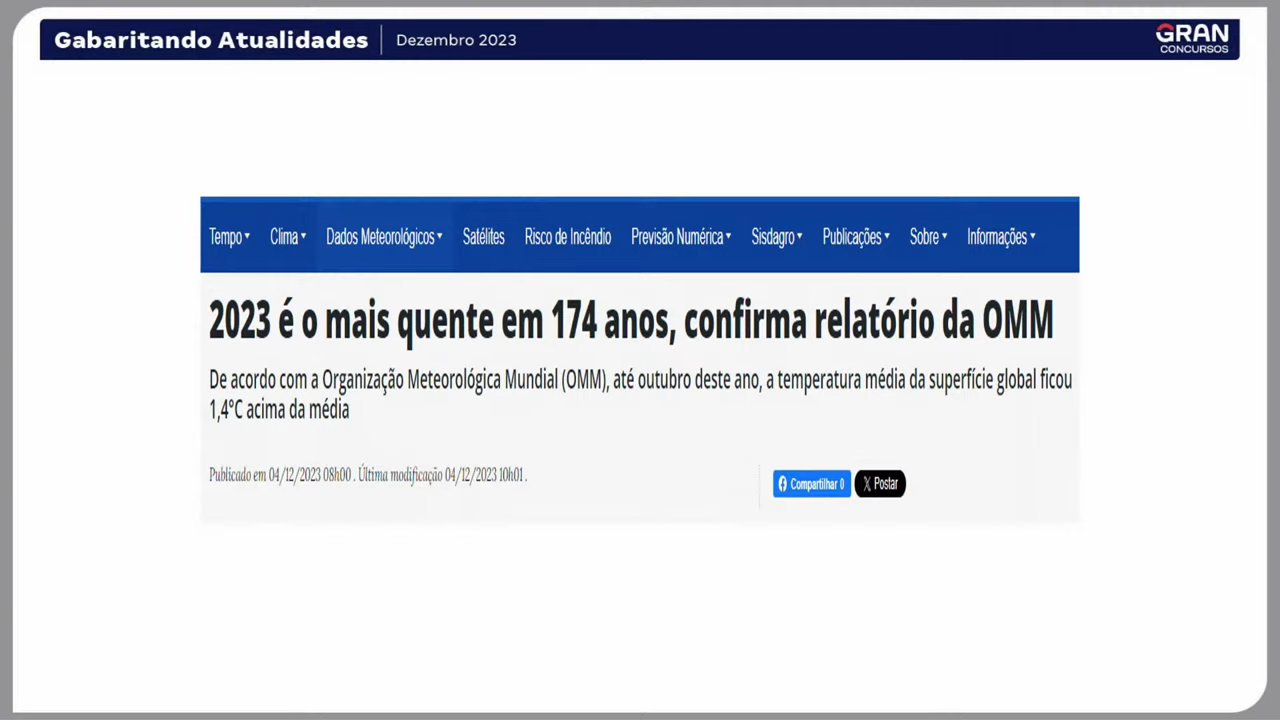 Gabaritando Atualidades
Dezembro 2023
GRAN
CONCURSOS
Tempo Clima Dados Meteorológicos Satélites Risco de Incêndio Previsão Numérica Sisdagro Publicações Sobre Informações
2023 é o mais quente em 174 anos, confirma relatório da OMM
De acordo com a Organização Meteorológica Mundial (OMM), até outubro deste ano, a temperatura média da superfície global ficou
1,4°C acima da média
Publicado em 04/12/2023 08h00 . Última modificação 04/12/2023 10h01 .
Compartilhar 0
Postar